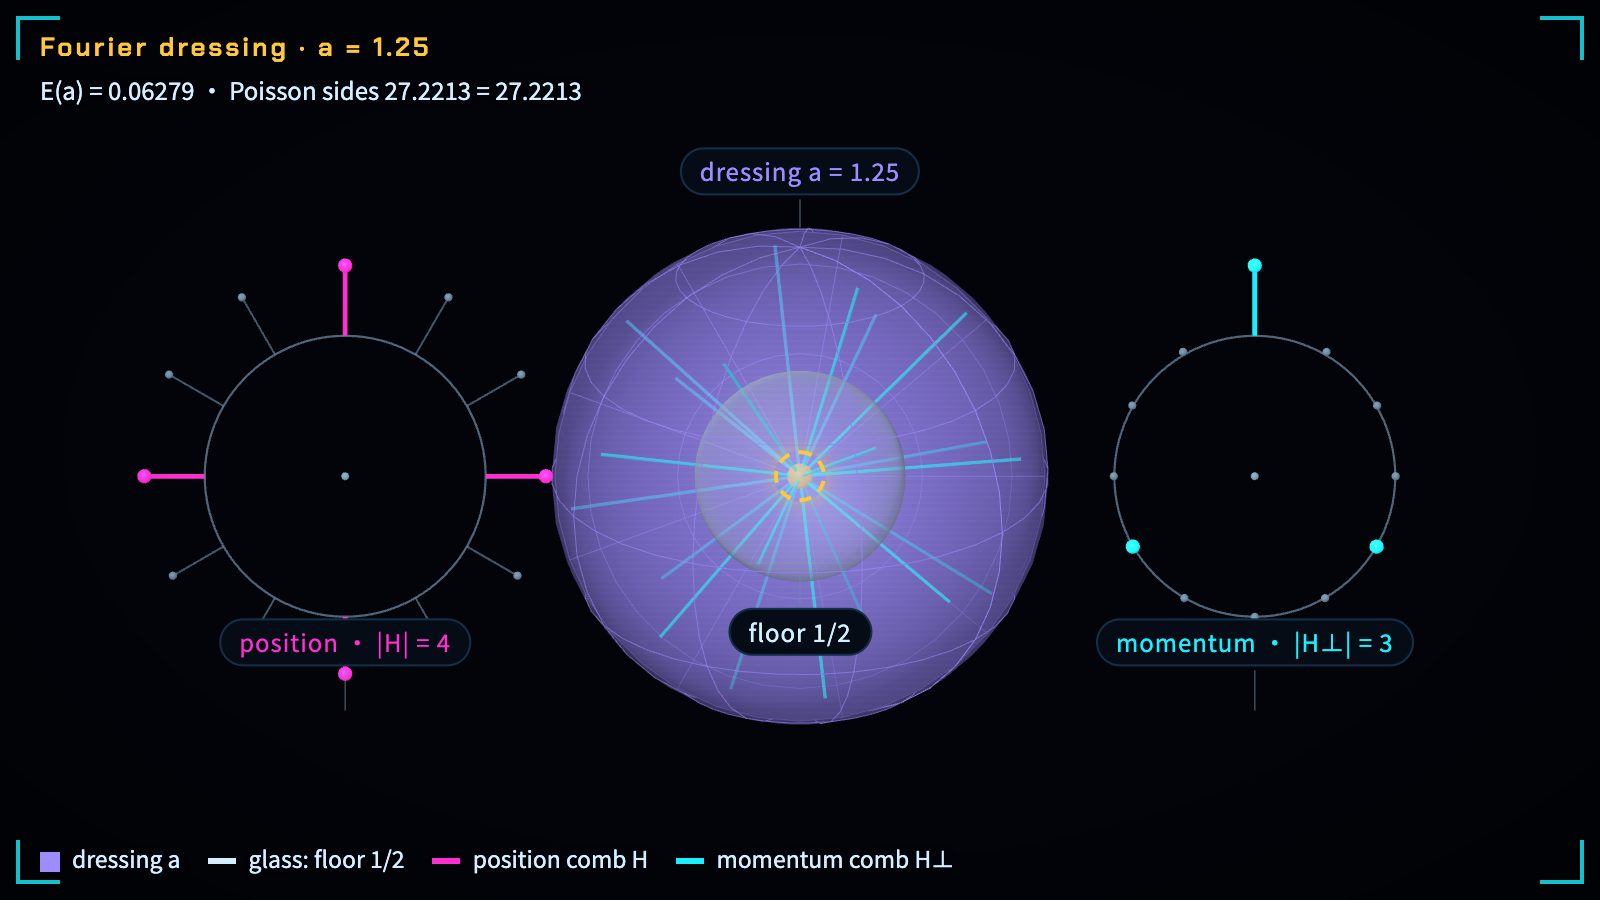 Fourier dressing · a = 1.25
E(a) = 0.06279 · Poisson sides 27.2213 = 27.2213
dressing a = 1.25
floor 1/2
position · |H| = 4
momentum · |H⊥| = 3
dressing a
glass: floor 1/2
position comb H
momentum comb H⊥